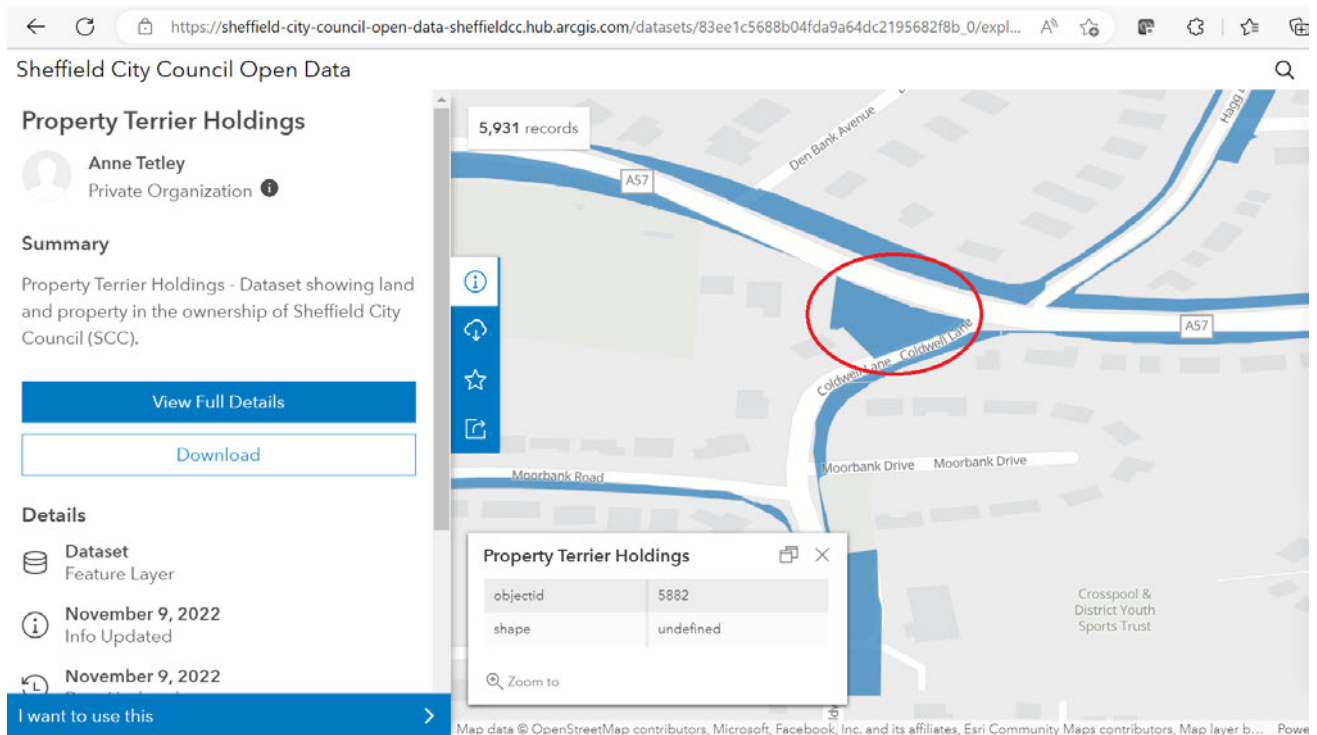 https://sheffield-city-council-open-data-sheffieldcc.hub.arcgis.com/datasets/83ee1c5688b04fda9a64dc2195682f8b_0/expl...
Sheffield City Council Open Data
Property Terrier Holdings
Anne Tetley
Private Organization
Summary
Property Terrier Holdings - Dataset showing land
and property in the ownership of Sheffield City
Council (SCC).
View Full Details
Download
Details
Dataset
Feature Layer
November 9, 2022
Info Updated
November 9, 2022
I want to use this
5,931 records
Den Bank Avenue
Hagg
A57
A57
Coldwell Lane
Coldwell Lane
Moorbank Road
Moorbank Drive
Moorbank Drive
Crosspool &
District Youth
Sports Trust
Property Terrier Holdings
objectid 5882
shape undefined
Zoom to
Map data © OpenStreetMap contributors, Microsoft, Facebook, Inc. and its affiliates, Esri Community Maps contributors, Map layer b... Powe